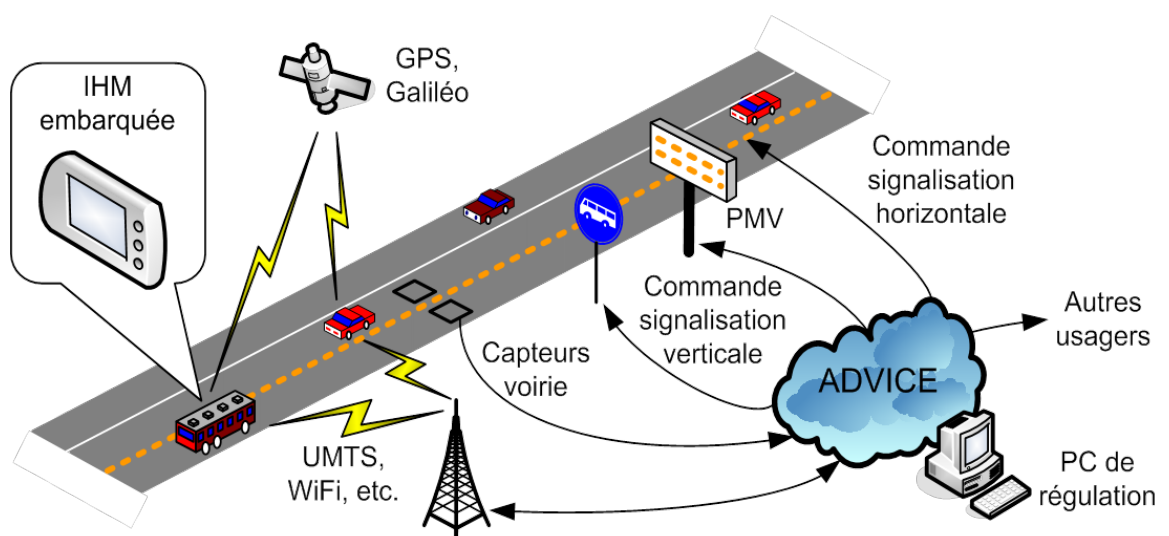 IHM
embarquée
GPS,
Galiléo
Commande
signalisation
horizontale
PMV
Commande
signalisation
verticale
Capteurs
voirie
UMTS,
WiFi, etc.
ADVICE
Autres
usagers
PC de
régulation